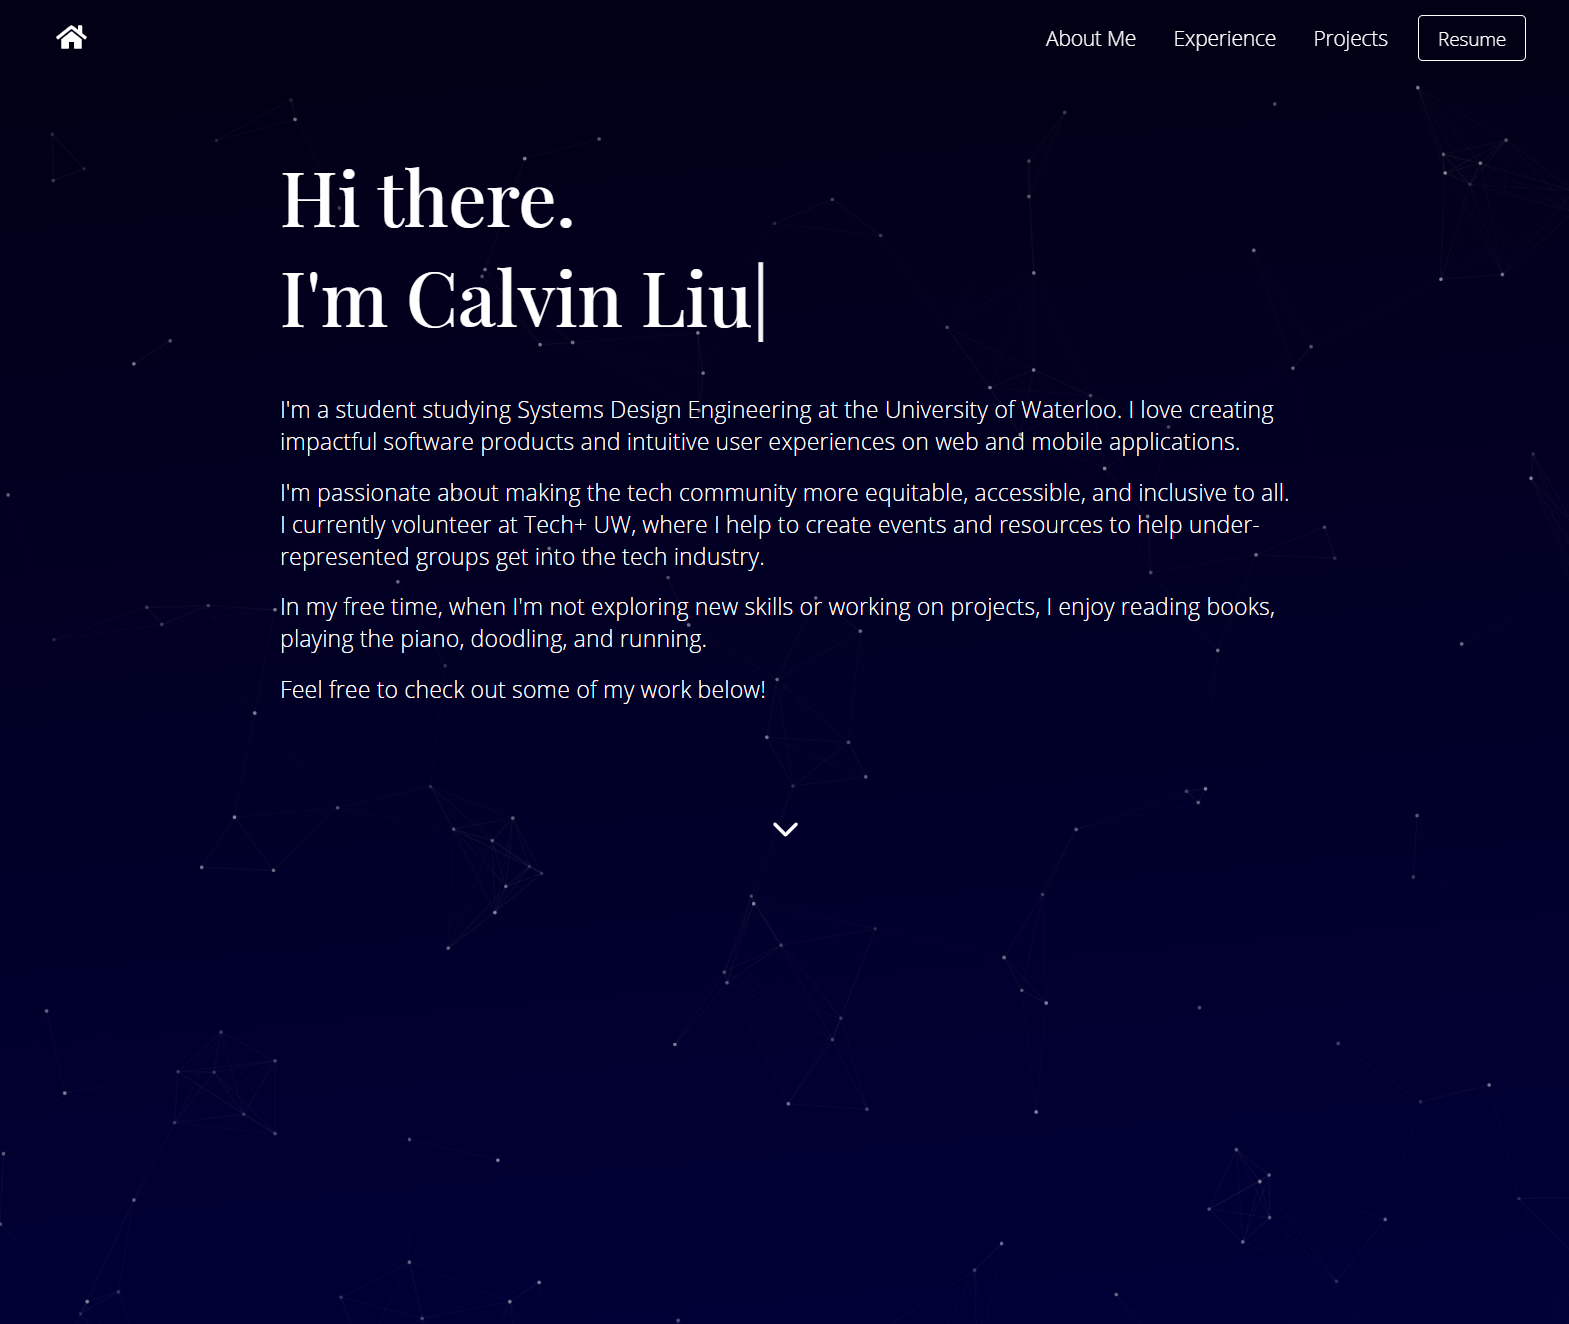 About Me Experience Projects Resume
Hi there.
I'm Calvin Liu|
I'm a student studying Systems Design Engineering at the University of Waterloo. I love creating
impactful software products and intuitive user experiences on web and mobile applications.
I'm passionate about making the tech community more equitable, accessible, and inclusive to all.
I currently volunteer at Tech+ UW, where I help to create events and resources to help under-
represented groups get into the tech industry.
In my free time, when I'm not exploring new skills or working on projects, I enjoy reading books,
playing the piano, doodling, and running.
Feel free to check out some of my work below!